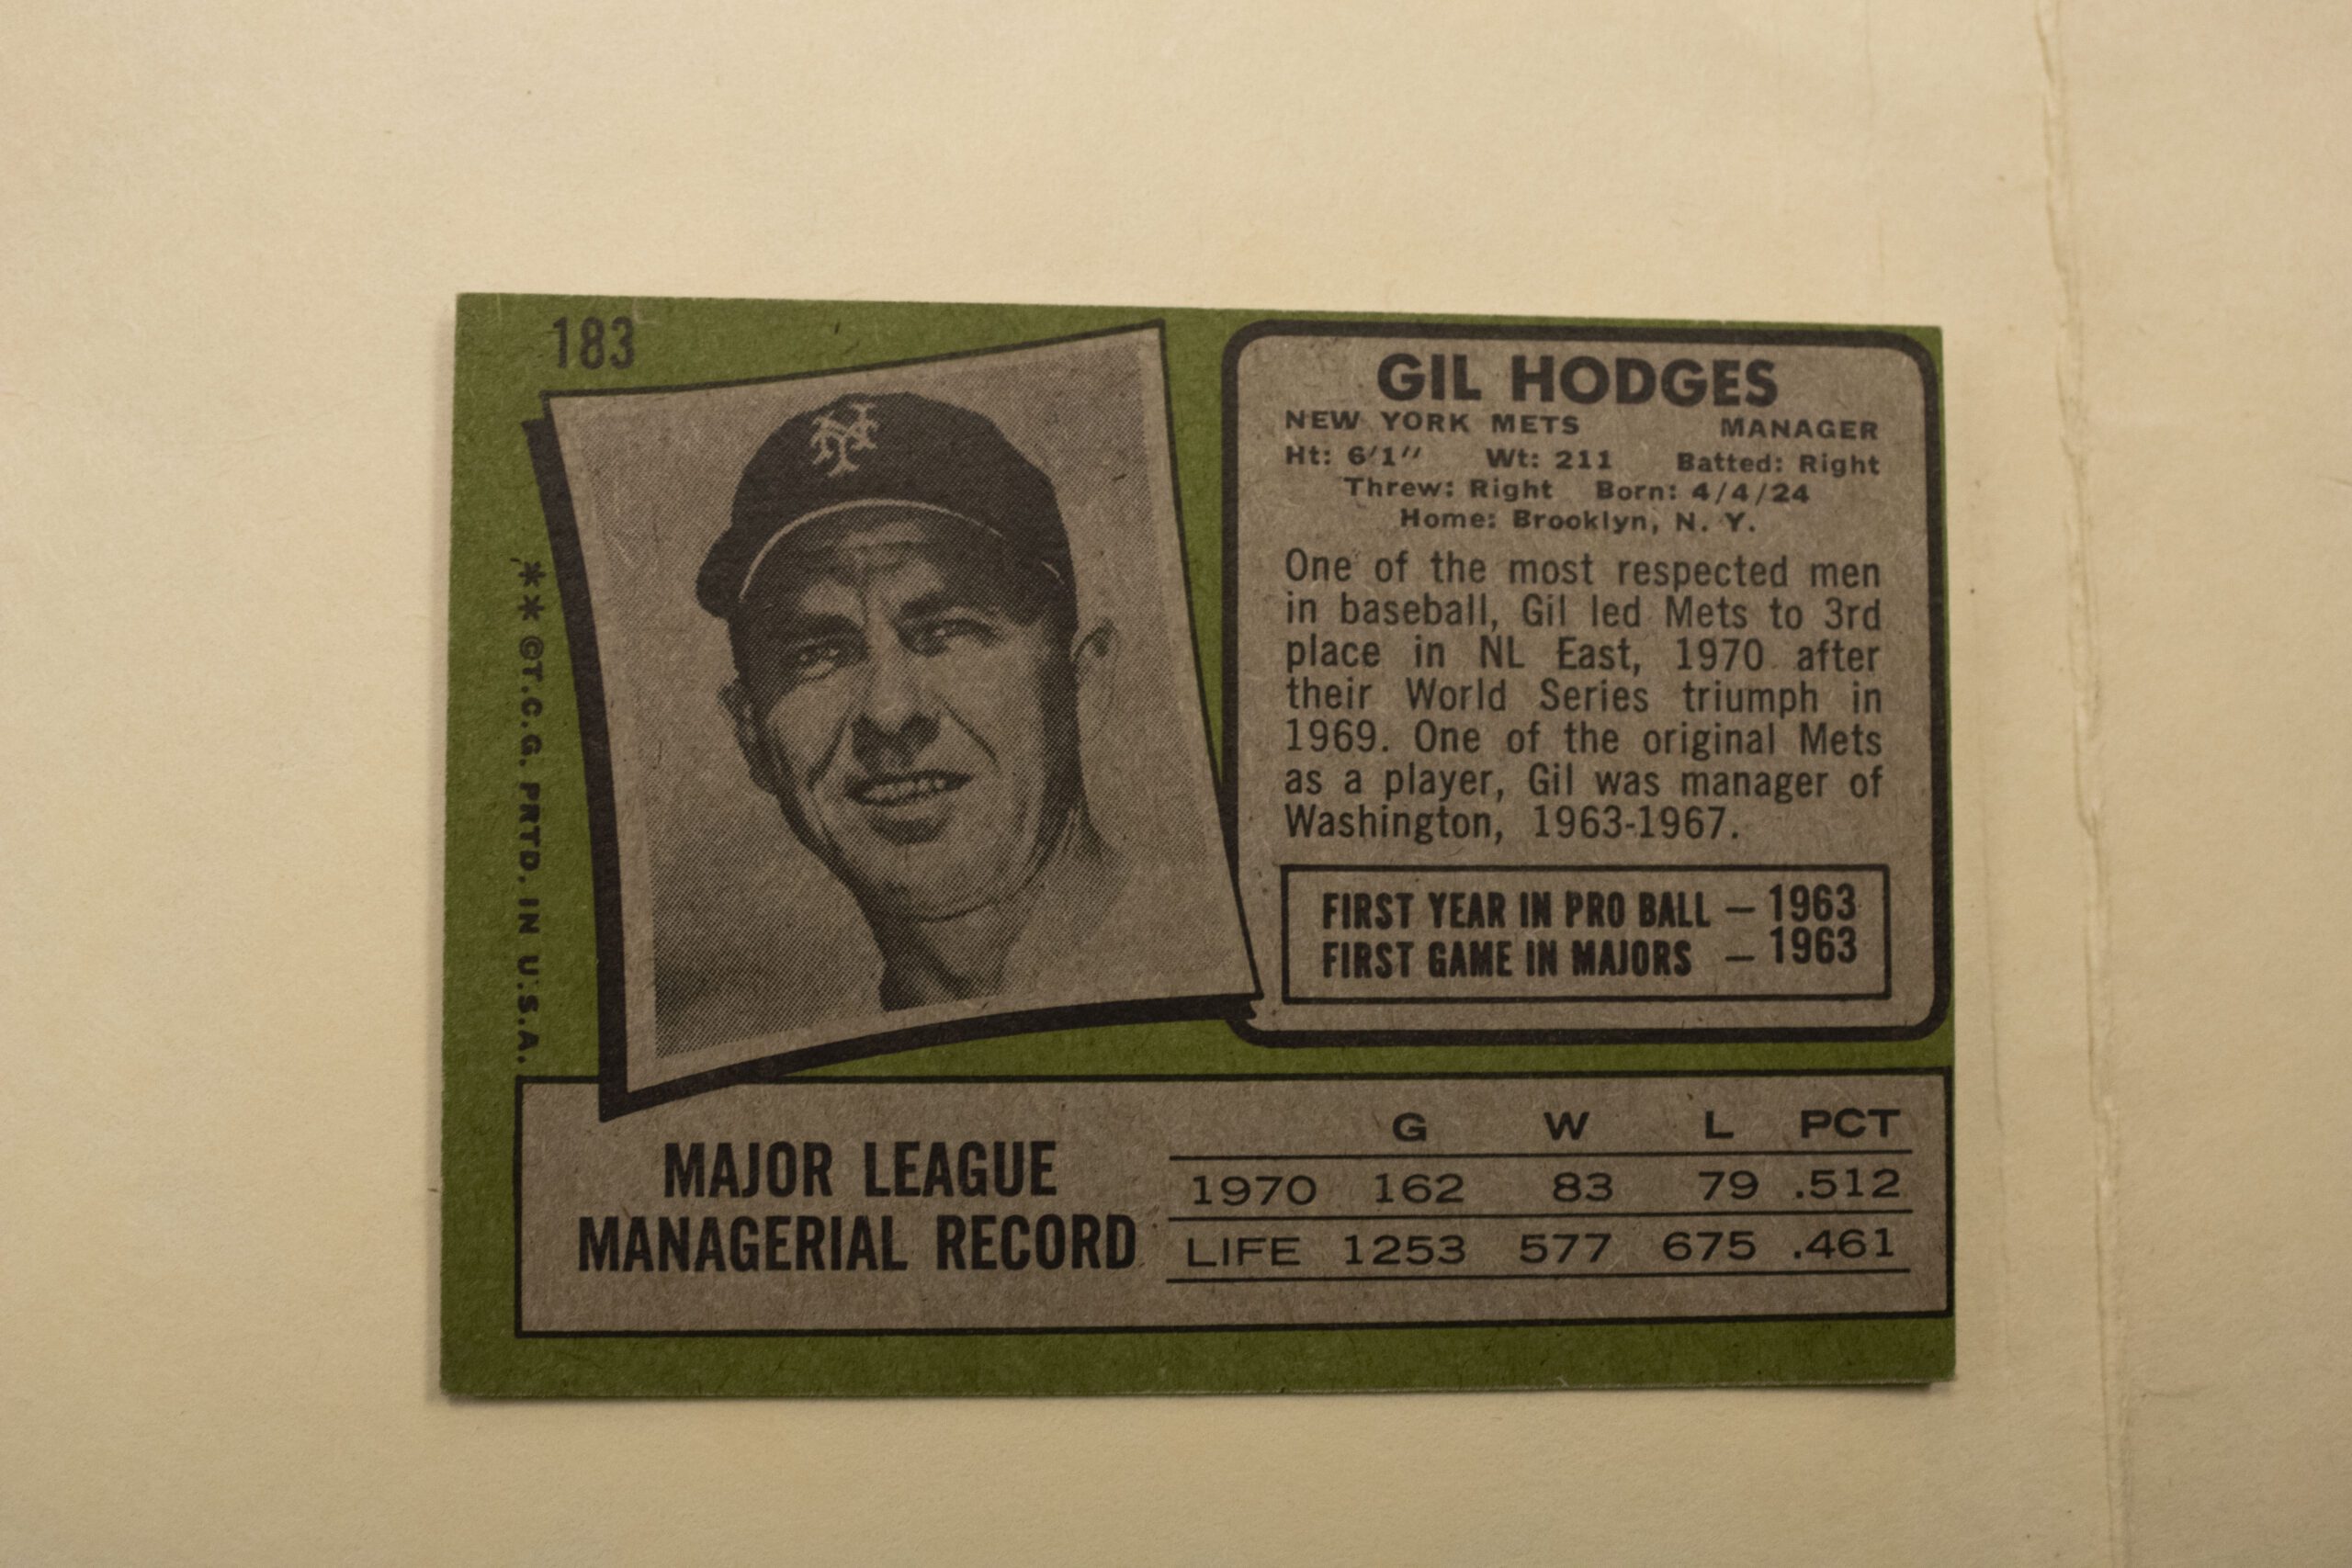 183
** ©T.C.G. PRTD. IN U.S.A.
NY
GIL HODGES
NEW YORK METS MANAGER
Ht: 6'1" Wt: 211 Batted: Right
Threw: Right Born: 4/4/24
Home: Brooklyn, N. Y.
One of the most respected men
in baseball, Gil led Mets to 3rd
place in NL East, 1970 after
their World Series triumph in
1969. One of the original Mets
as a player, Gil was manager of
Washington, 1963-1967.
FIRST YEAR IN PRO BALL — 1963
FIRST GAME IN MAJORS — 1963
MAJOR LEAGUE
MANAGERIAL RECORD
G W L PCT
1970 162 83 79 .512
LIFE 1253 577 675 .461